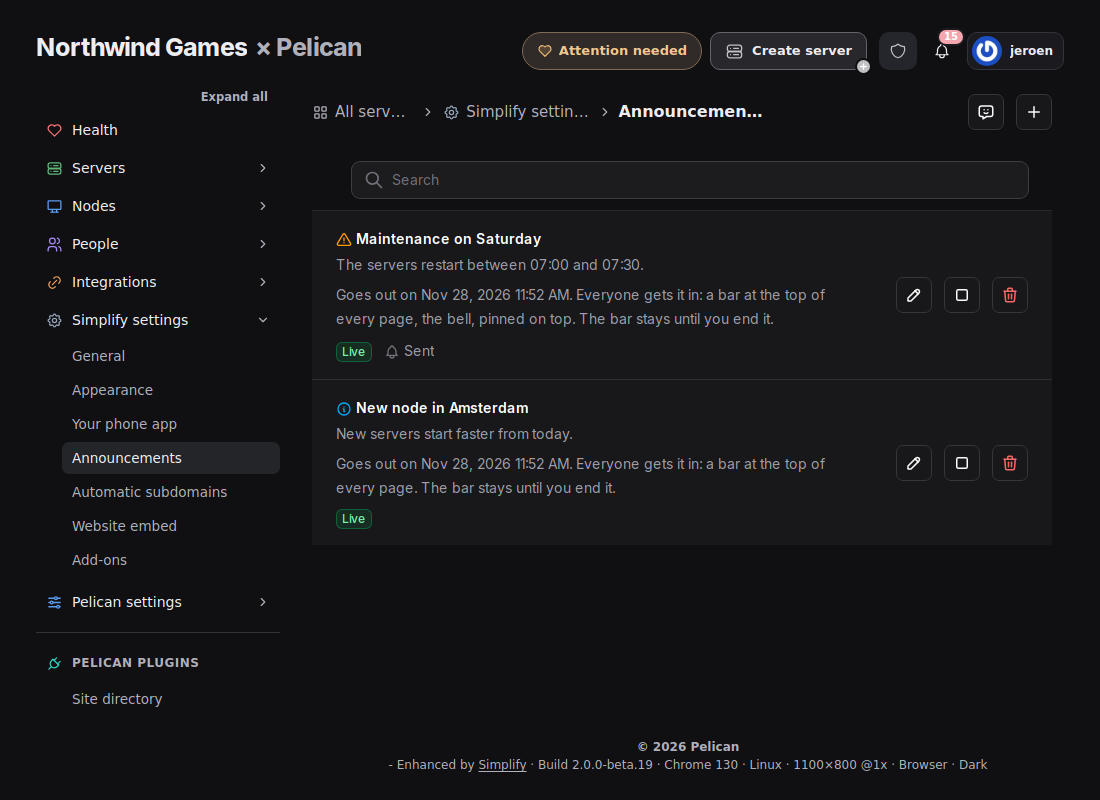 Northwind Games × Pelican
Attention needed
Create server
15
jeroen
Expand all
Health
Servers
Nodes
People
Integrations
Simplify settings
General
Appearance
Your phone app
Announcements
Automatic subdomains
Website embed
Add-ons
Pelican settings
PELICAN PLUGINS
Site directory
All serv... > Simplify settin... > Announcemen...
Search
Maintenance on Saturday
The servers restart between 07:00 and 07:30.
Goes out on Nov 28, 2026 11:52 AM. Everyone gets it in: a bar at the top of
every page, the bell, pinned on top. The bar stays until you end it.
Live Sent
New node in Amsterdam
New servers start faster from today.
Goes out on Nov 28, 2026 11:52 AM. Everyone gets it in: a bar at the top of
every page. The bar stays until you end it.
Live
© 2026 Pelican
- Enhanced by Simplify · Build 2.0.0-beta.19 · Chrome 130 · Linux · 1100×800 @1x · Browser · Dark